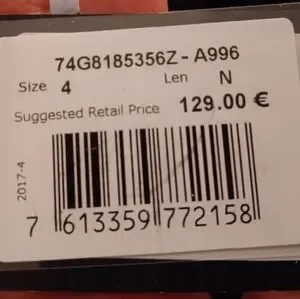 74G8185356Z - A996
Size 4 Len N
Suggested Retail Price 129.00 €
2017-4
7 613359 772158